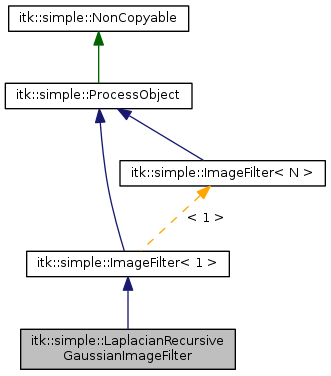 itk::simple::NonCopyable
itk::simple::ProcessObject
itk::simple::ImageFilter< N >
< 1 >
itk::simple::ImageFilter< 1 >
itk::simple::LaplacianRecursive
GaussianImageFilter